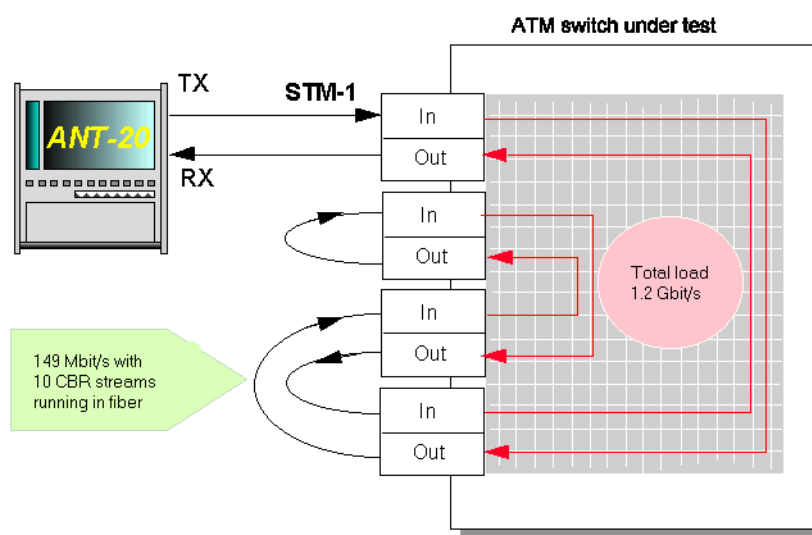 ATM switch under test
TX
STM-1
ANT-20
RX
In
Out
In
Out
In
Out
In
Out
Total load
1.2 Gbit/s
149 Mbit/s with
10 CBR streams
running in fiber